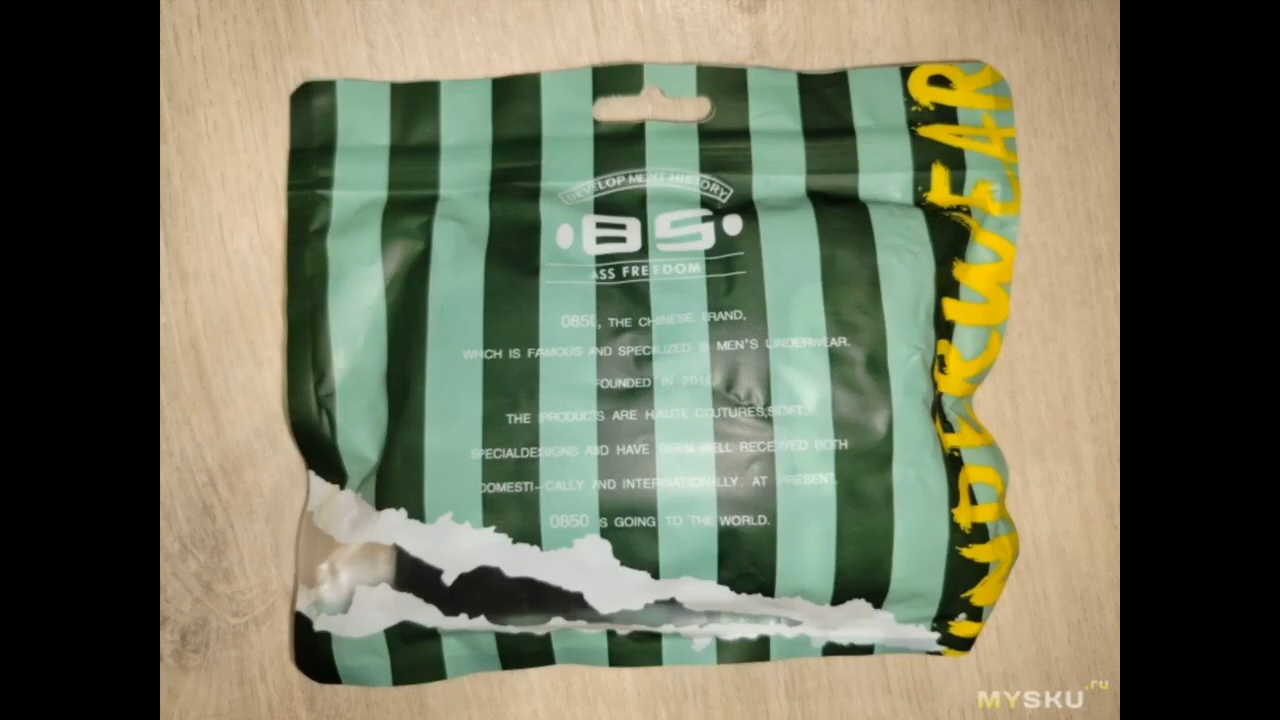 DEVELOPMENT HISTORY
BS
ASS FREEDOM
0850, THE CHINESE BRAND,
WHCH IS FAMOUS AND SPECILIZED IN MEN'S UNDERWEAR.
FOUNDED IN 2010,
THE PRODUCTS ARE HAUTE COUTURES,SOFT,
SPECIALDESIGNS AND HAVE BEEN WELL RECEIVED BOTH
DOMESTI-CALLY AND INTERNATIONALLY. AT PRESENT,
0850 IS GOING TO THE WORLD.
UNDERWEAR
MYSKU.ru